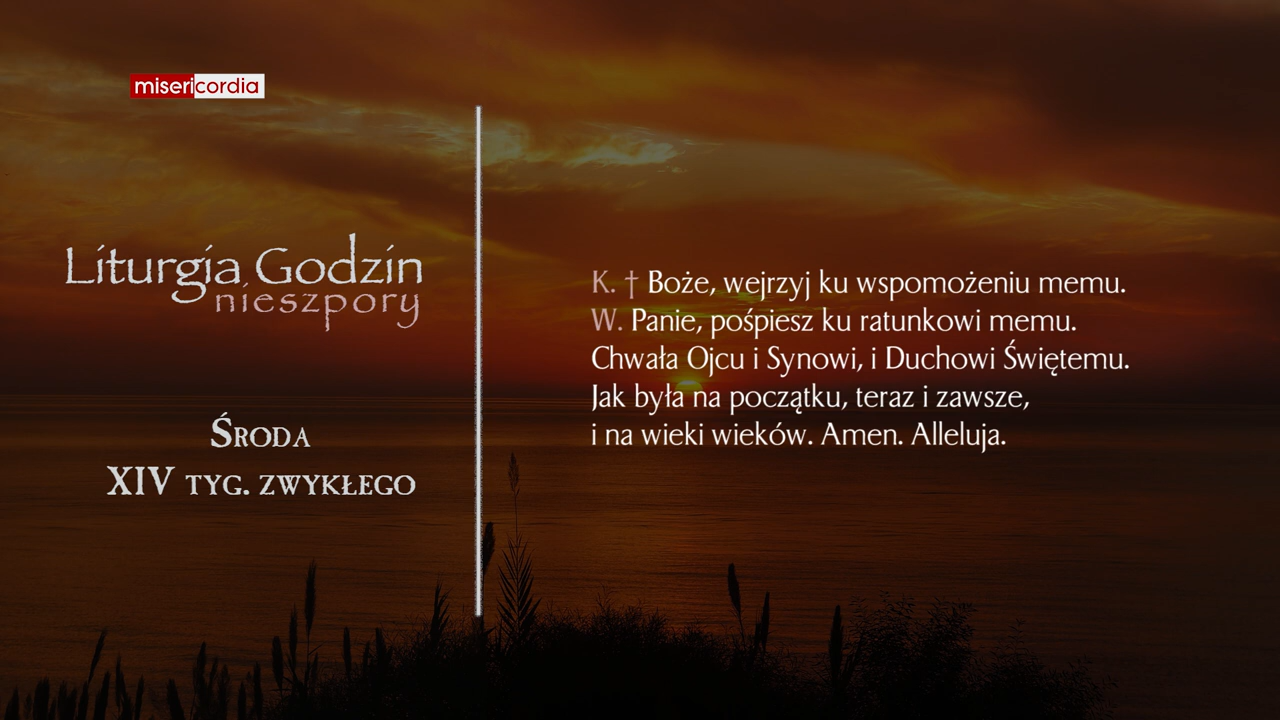 misericordia
Liturgia Godzin
nieszpory
Środa
XIV tyg. zwykłego
K. † Boże, wejrzyj ku wspomożeniu memu.
W. Panie, pośpiesz ku ratunkowi memu.
Chwała Ojcu i Synowi, i Duchowi Świętemu.
Jak była na początku, teraz i zawsze,
i na wieki wieków. Amen. Alleluja.